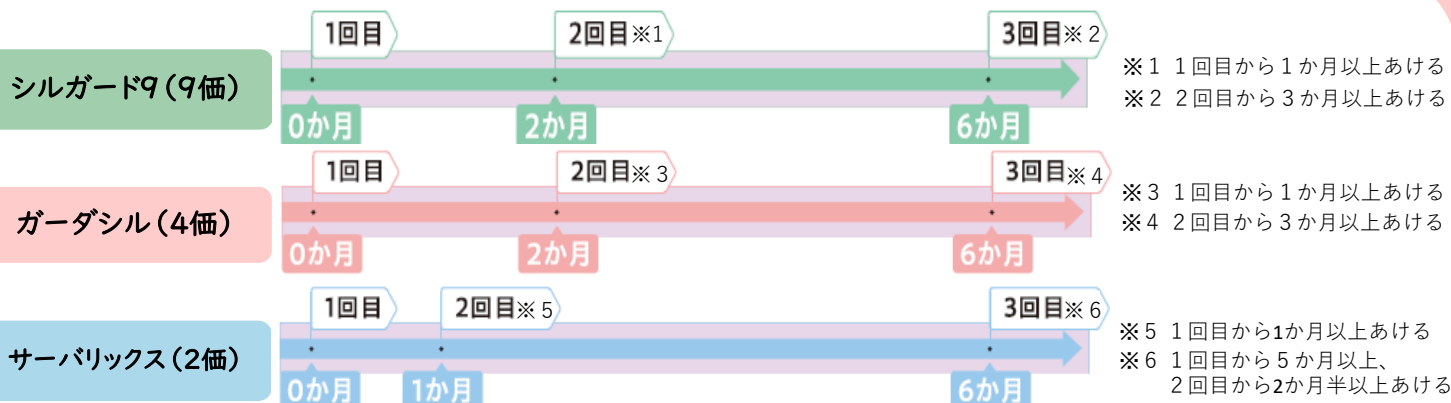 1回目 2回目※1 3回目※２
シルガード9（9価）
0か月 2か月 6か月
※１ １回目から１か月以上あける
※２ ２回目から３か月以上あける
1回目 2回目※３ 3回目※４
ガーダシル（4価）
0か月 2か月 6か月
※３ １回目から１か月以上あける
※４ ２回目から３か月以上あける
1回目 2回目※５ 3回目※６
サーバリックス（2価）
0か月 1か月 6か月
※５ １回目から1か月以上あける
※６ １回目から５か月以上、
２回目から2か月半以上あける